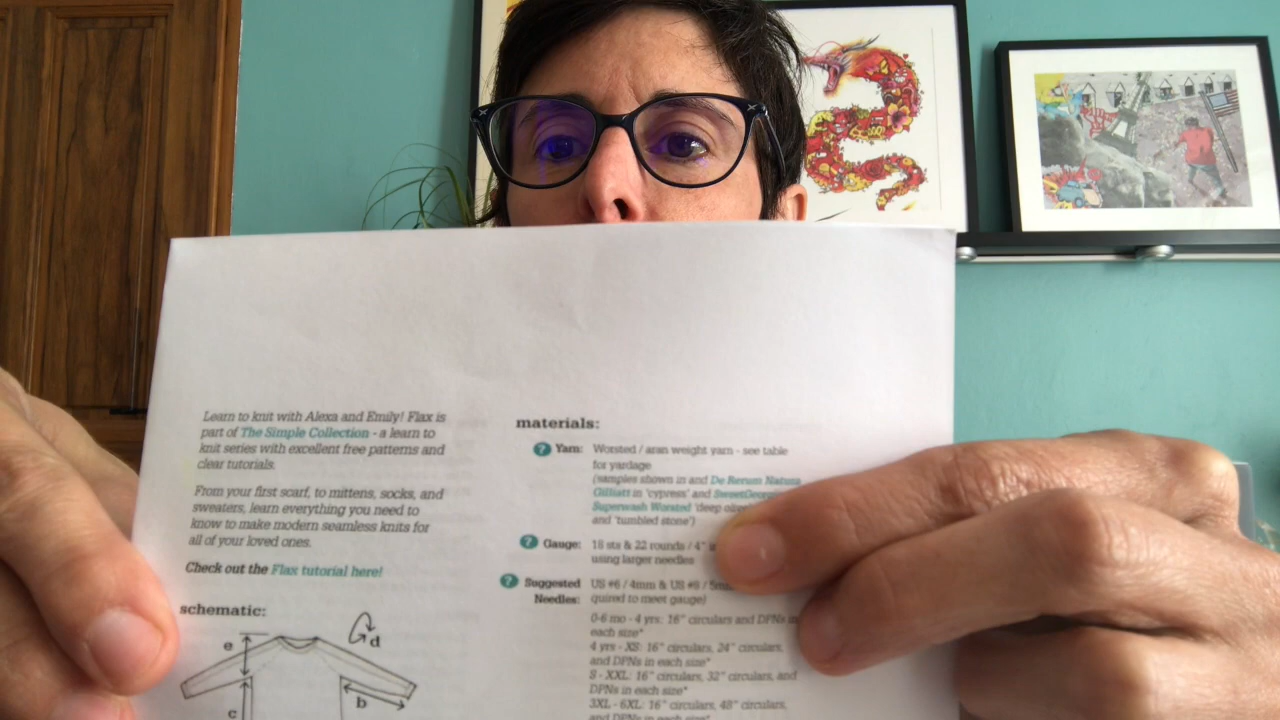 Learn to knit with Alexa and Emily! Flax is
part of The Simple Collection - a learn to
knit series with excellent free patterns and
clear tutorials.
From your first scarf, to mittens, socks, and
sweaters, learn everything you need to
know to make modern seamless knits for
all of your loved ones.
Check out the Flax tutorial here!
schematic:
e
d
c
b
materials:
? Yarn: Worsted / aran weight yarn - see table
for yardage
(samples shown in and De Rerum Natura
Gilliatt in 'cypress' and
Superwash Worsted 'deep
and 'tumbled stone')
? Gauge: 18 sts & 22 rounds / 4"
using larger needles
? Suggested US #6 / 4mm & US #8 /
Needles: quired to meet gauge)
0-6 mo - 4 yrs: 16" circulars and DPNs in
each size*
4 yrs - XS: 16" circulars, 24" circulars,
and DPNs in each size*
S - XXL: 16" circulars, 32" circulars, and
DPNs in each size*
3XL - 6XL: 16" circulars, 48" circulars,
and DPNs in each size*